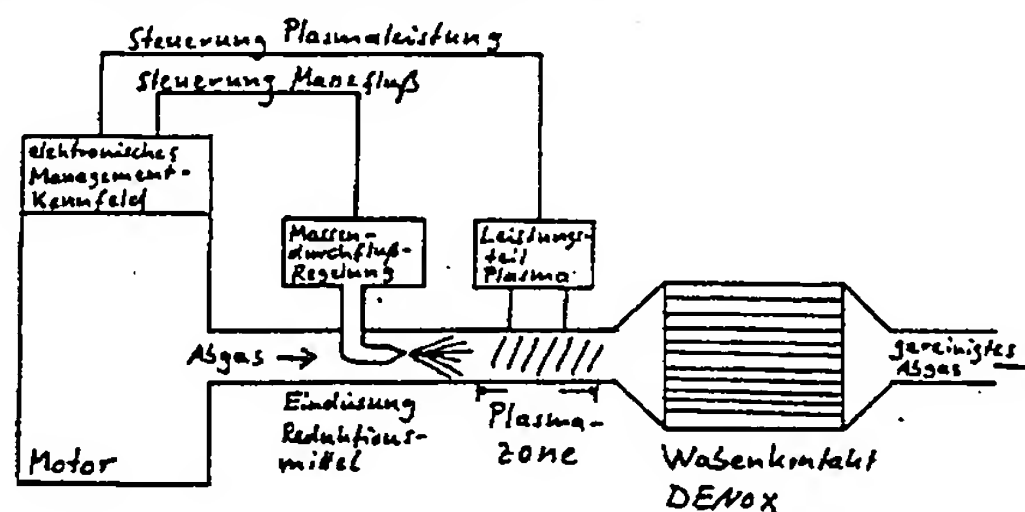 Steuerung Plasmaleistung
Steuerung Massfluß
elektronisches
Management-
Kennfeld
Massen-
durchfluß-
Regelung
Leistungs-
teil
Plasma
Abgas →
gereinigtes
Abgas
Eindüsung
Reduktions-
mittel
Plasma-
zone
Motor
Wabenkontakt
DENOX